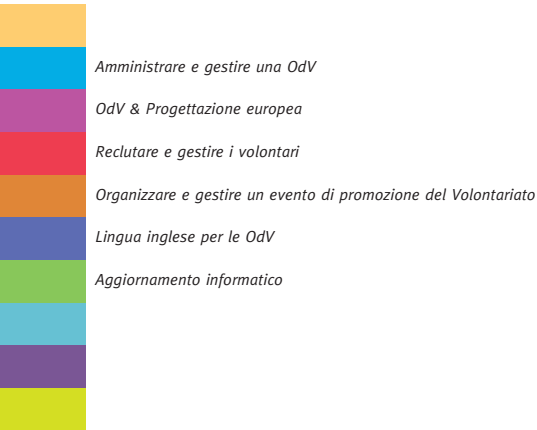 Amministrare e gestire una OdV
OdV & Progettazione europea
Reclutare e gestire i volontari
Organizzare e gestire un evento di promozione del Volontariato
Lingua inglese per le OdV
Aggiornamento informatico